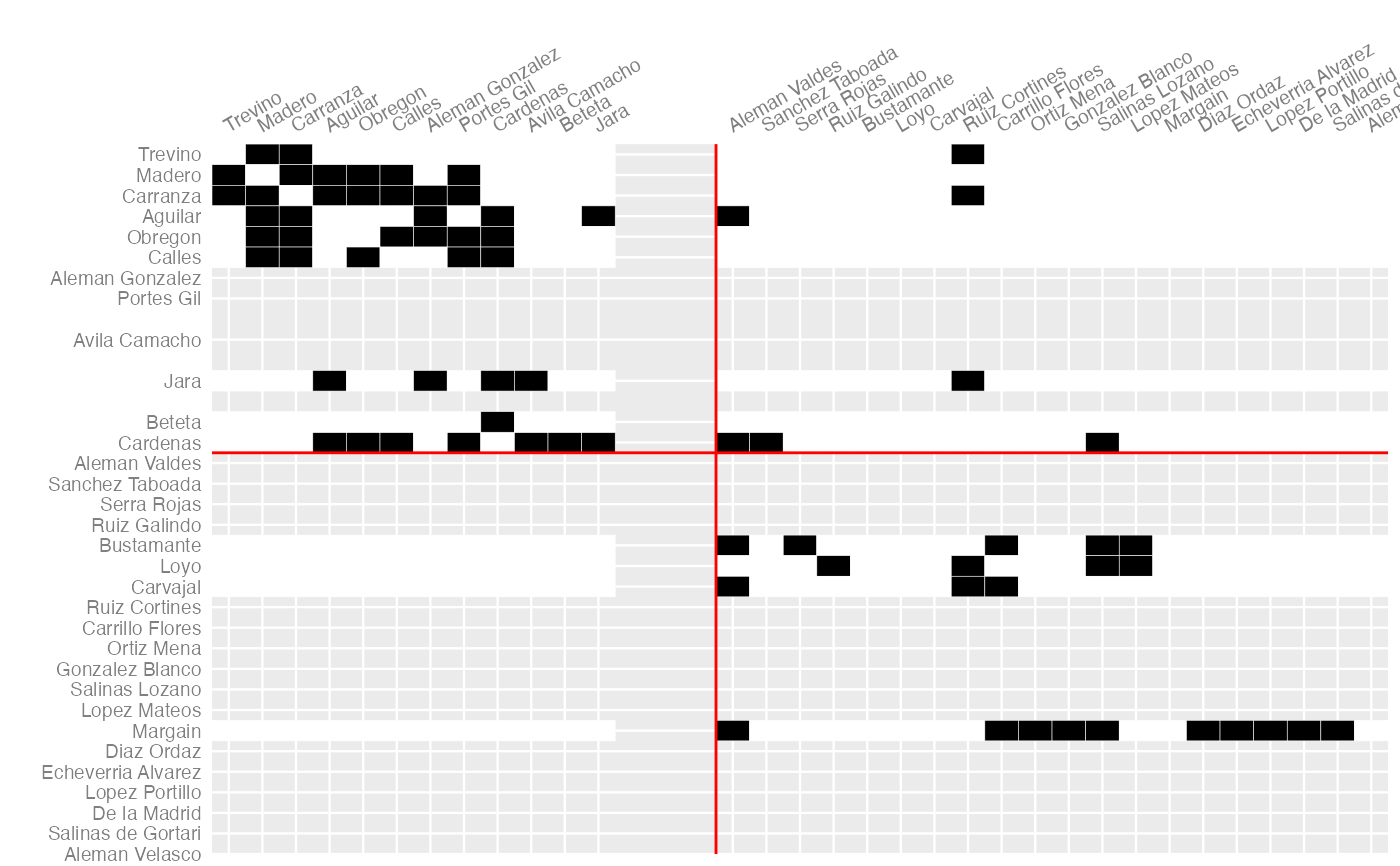 Trevino
Madero
Carranza
Aguilar
Obregon
Calles
Aleman Gonzalez
Portes Gil
Cardenas
Avila Camacho
Beteta
Jara
Aleman Valdes
Sanchez Taboada
Serra Rojas
Ruiz Galindo
Bustamante
Loyo
Carvajal
Ruiz Cortines
Carrillo Flores
Ortiz Mena
Gonzalez Blanco
Salinas Lozano
Lopez Mateos
Margain
Diaz Ordaz
Echeverria Alvarez
Lopez Portillo
De la Madrid
Salinas d
Alem
Trevino
Madero
Carranza
Aguilar
Obregon
Calles
Aleman Gonzalez
Portes Gil
Avila Camacho
Jara
Beteta
Cardenas
Aleman Valdes
Sanchez Taboada
Serra Rojas
Ruiz Galindo
Bustamante
Loyo
Carvajal
Ruiz Cortines
Carrillo Flores
Ortiz Mena
Gonzalez Blanco
Salinas Lozano
Lopez Mateos
Margain
Diaz Ordaz
Echeverria Alvarez
Lopez Portillo
De la Madrid
Salinas de Gortari
Aleman Velasco